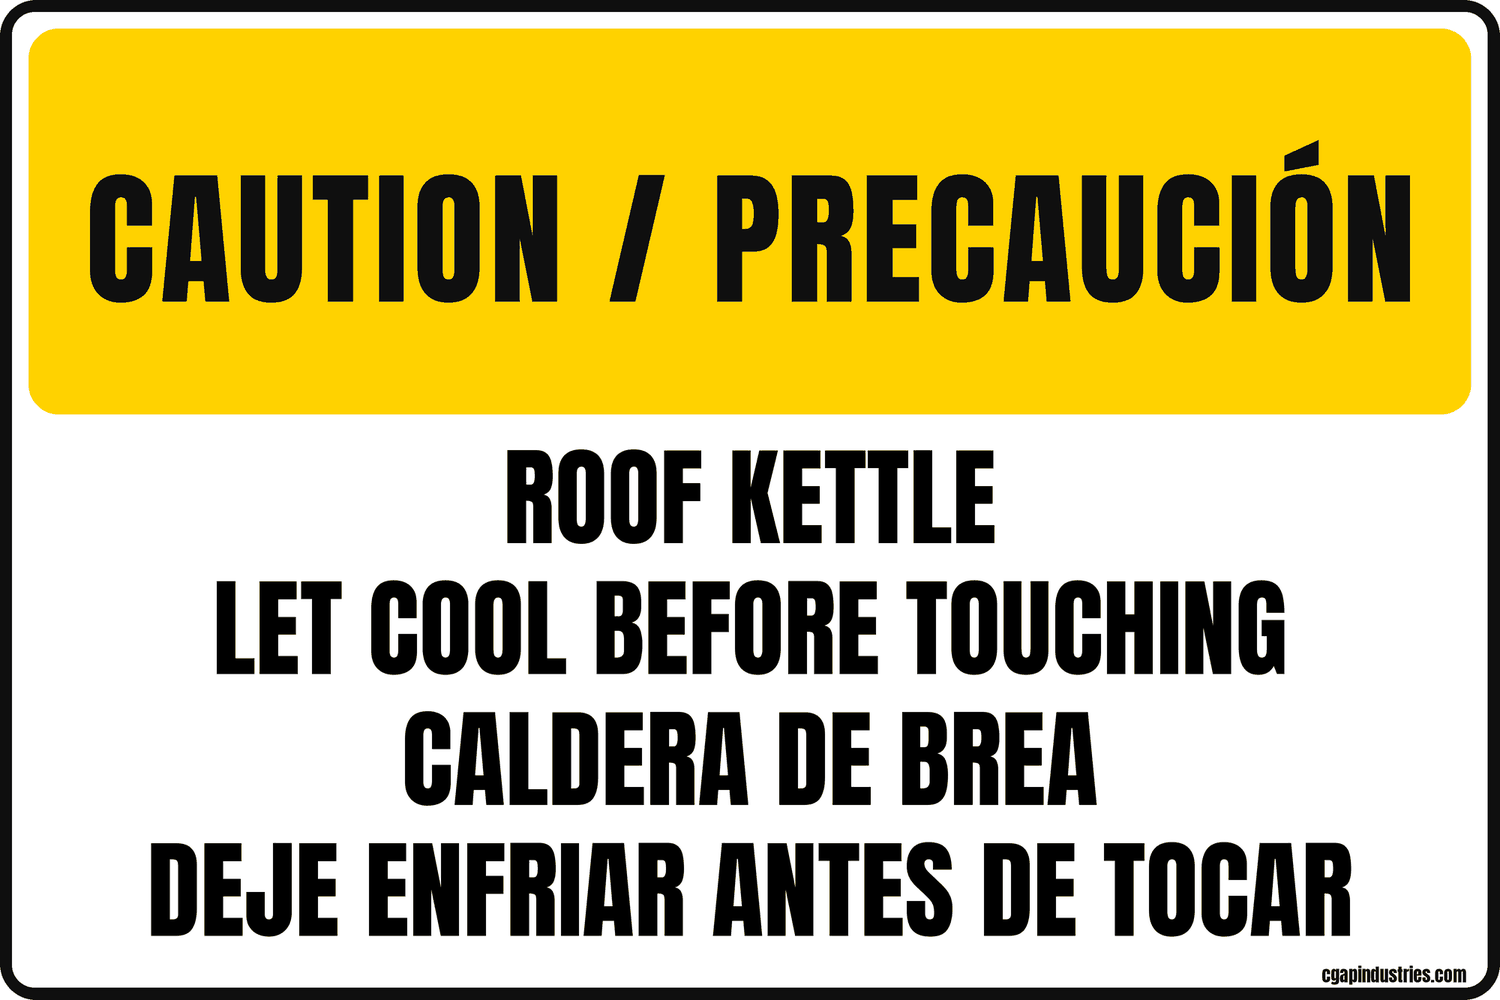 CAUTION / PRECAUCIÓN
ROOF KETTLE
LET COOL BEFORE TOUCHING
CALDERA DE BREA
DEJE ENFRIAR ANTES DE TOCAR
cgapindustries.com